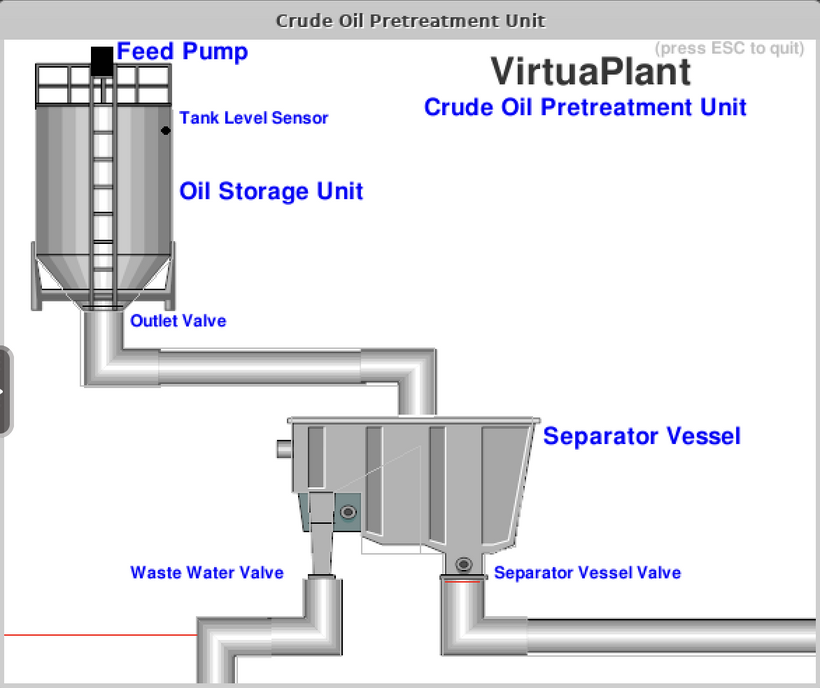 Crude Oil Pretreatment Unit
(press ESC to quit)
Feed Pump
VirtuaPlant
Crude Oil Pretreatment Unit
Tank Level Sensor
Oil Storage Unit
Outlet Valve
Separator Vessel
Waste Water Valve
Separator Vessel Valve